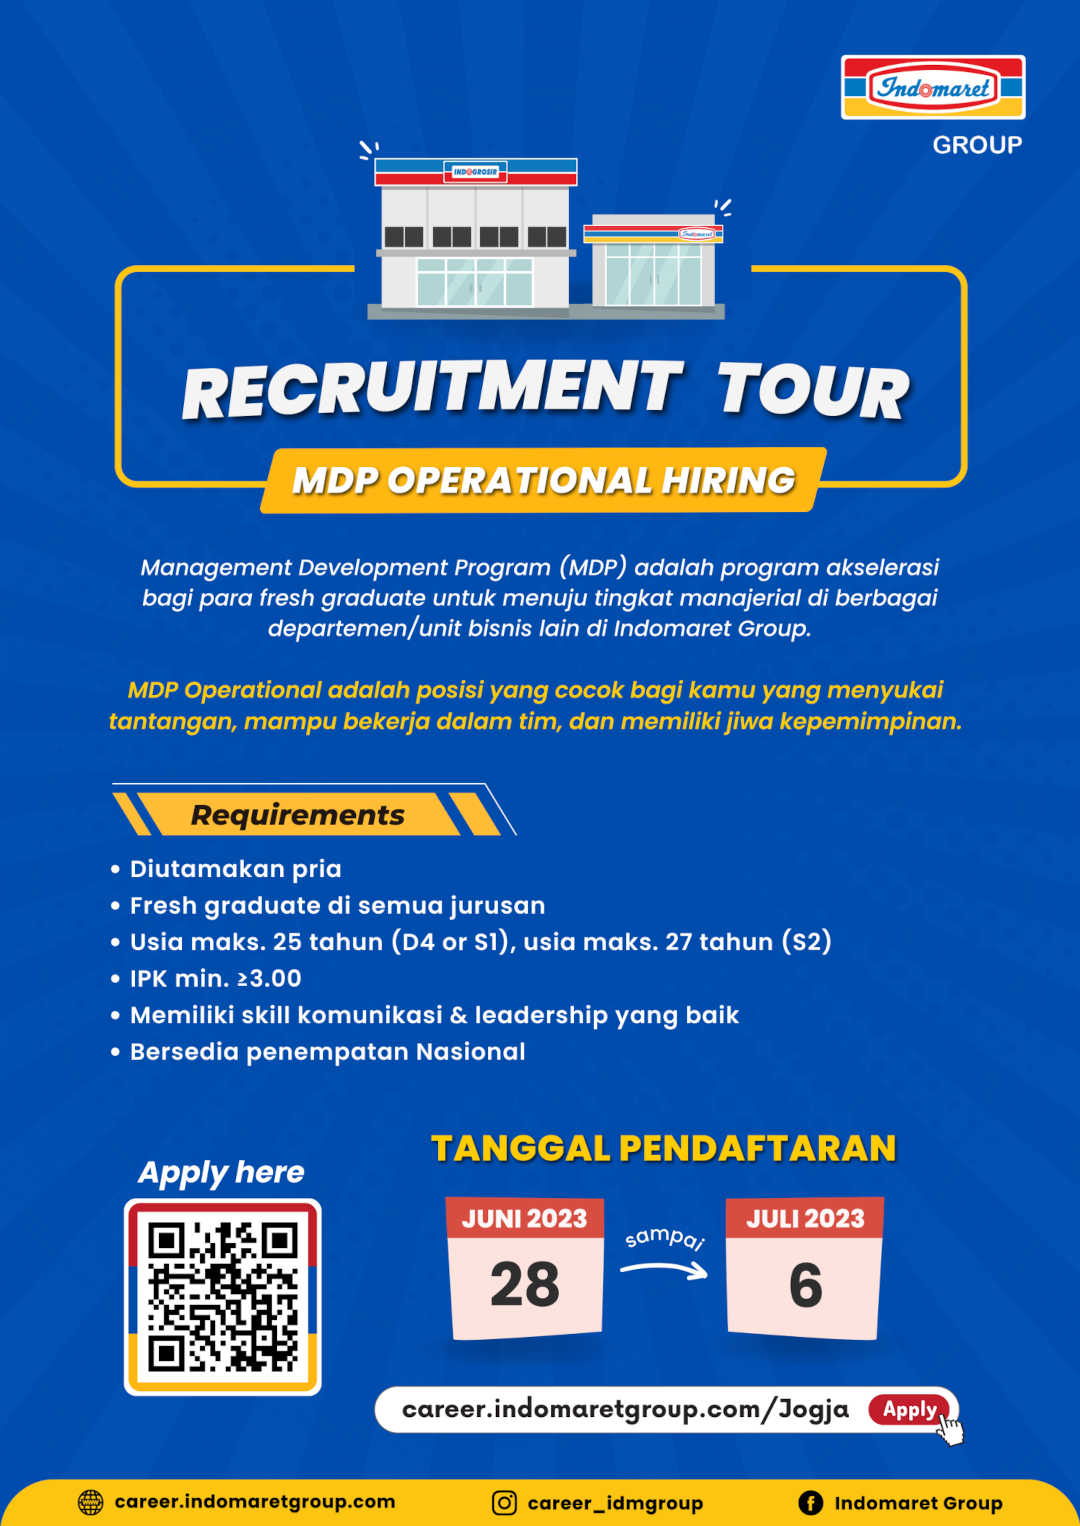 Indomaret
GROUP
INDOGROSIR
Indomaret
RECRUITMENT TOUR
MDP OPERATIONAL HIRING
Management Development Program (MDP) adalah program akselerasi
bagi para fresh graduate untuk menuju tingkat manajerial di berbagai
departemen/unit bisnis lain di Indomaret Group.
MDP Operational adalah posisi yang cocok bagi kamu yang menyukai
tantangan, mampu bekerja dalam tim, dan memiliki jiwa kepemimpinan.
Requirements
• Diutamakan pria
• Fresh graduate di semua jurusan
• Usia maks. 25 tahun (D4 or S1), usia maks. 27 tahun (S2)
• IPK min. ≥3.00
• Memiliki skill komunikasi & leadership yang baik
• Bersedia penempatan Nasional
Apply here
TANGGAL PENDAFTARAN
JUNI 2023
28
sampai
JULI 2023
6
career.indomaretgroup.com/Jogja
Apply
career.indomaretgroup.com
career_idmgroup
Indomaret Group